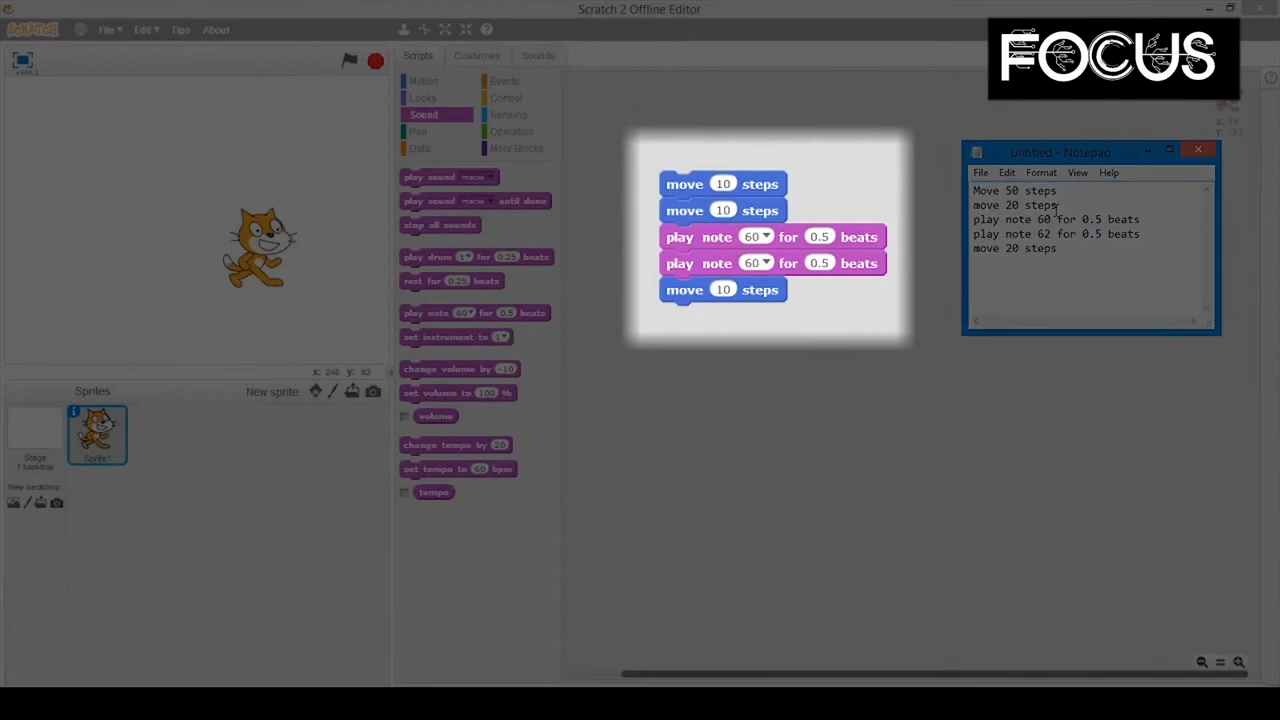 Scratch 2 Offline Editor
SCRATCH File Edit Tips About
FOCUS
v444.1
Scripts Costumes Sounds
Motion Events
Looks Control
Sound Sensing
Pen Operators
Data More Blocks
play sound meow
play sound meow until done
stop all sounds
play drum 1 for 0.25 beats
rest for 0.25 beats
play note 60 for 0.5 beats
set instrument to 1
change volume by -10
set volume to 100 %
volume
change tempo by 20
set tempo to 60 bpm
tempo
move 10 steps
move 10 steps
play note 60 for 0.5 beats
play note 60 for 0.5 beats
move 10 steps
Untitled - Notepad
File Edit Format View Help
Move 50 steps
move 20 steps
play note 60 for 0.5 beats
play note 62 for 0.5 beats
move 20 steps
x: 240 y: 92
Sprites New sprite:
Stage
1 backdrop
Sprite1
New backdrop: